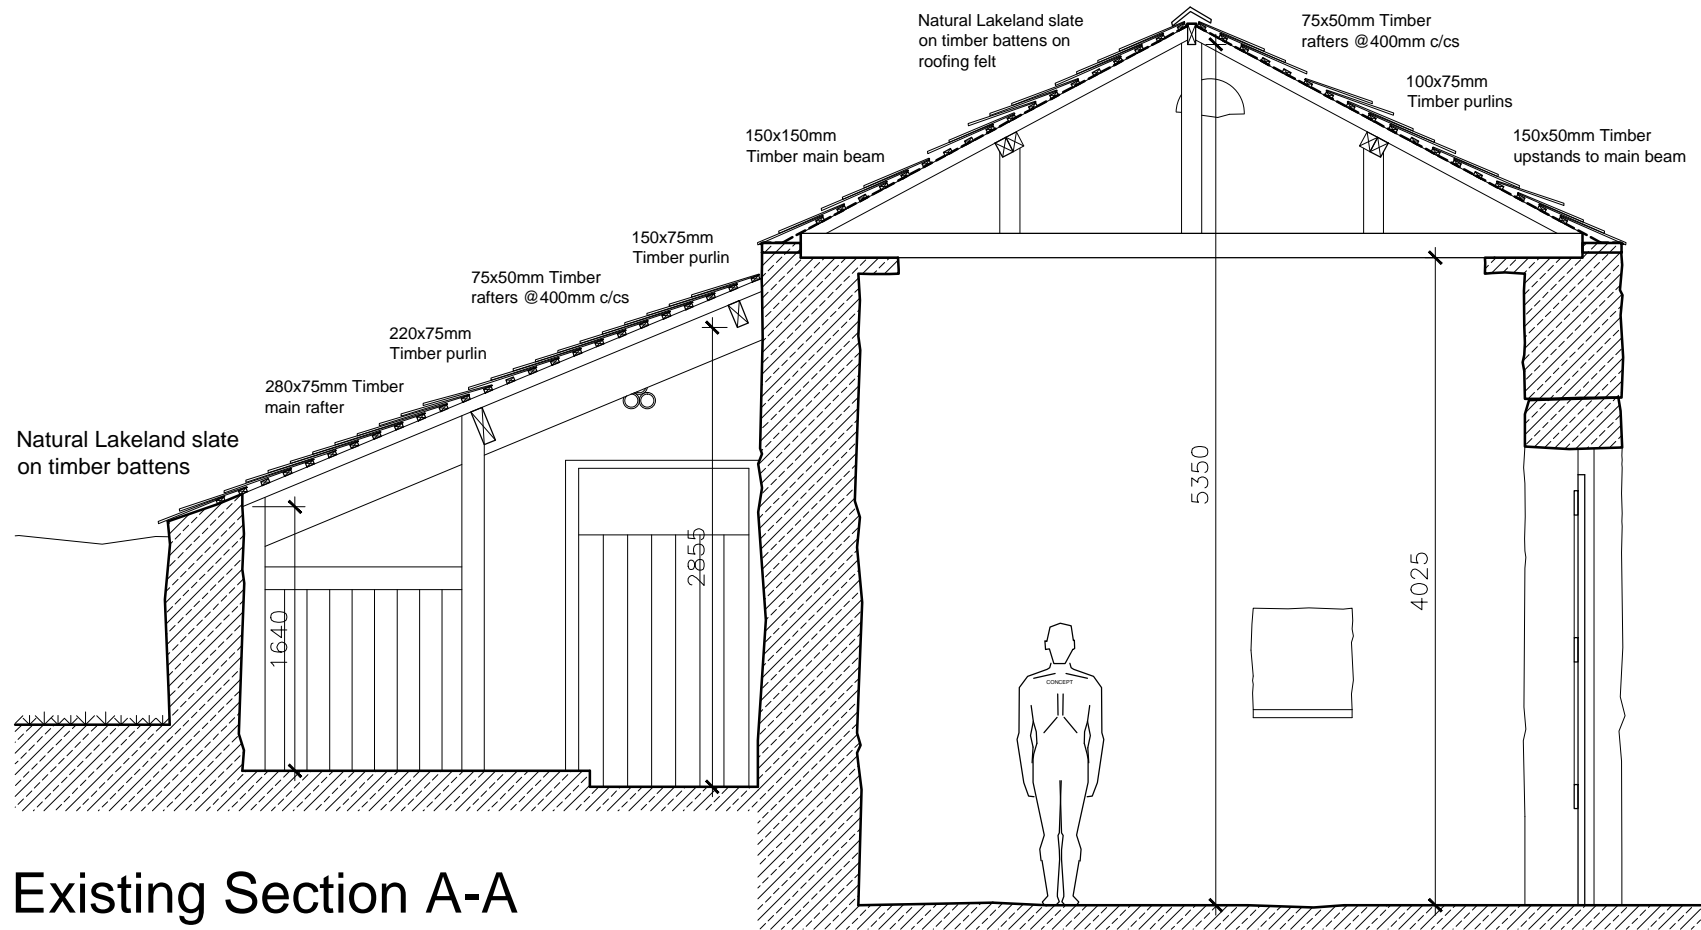 Natural Lakeland slate
on timber battens on
roofing felt
75x50mm Timber
rafters @400mm c/cs
100x75mm
Timber purlins
150x150mm
Timber main beam
150x50mm Timber
upstands to main beam
150x75mm
Timber purlin
75x50mm Timber
rafters @400mm c/cs
220x75mm
Timber purlin
280x75mm Timber
main rafter
Natural Lakeland slate
on timber battens
1640
2855
5350
4025
CONCEPT
Existing Section A-A